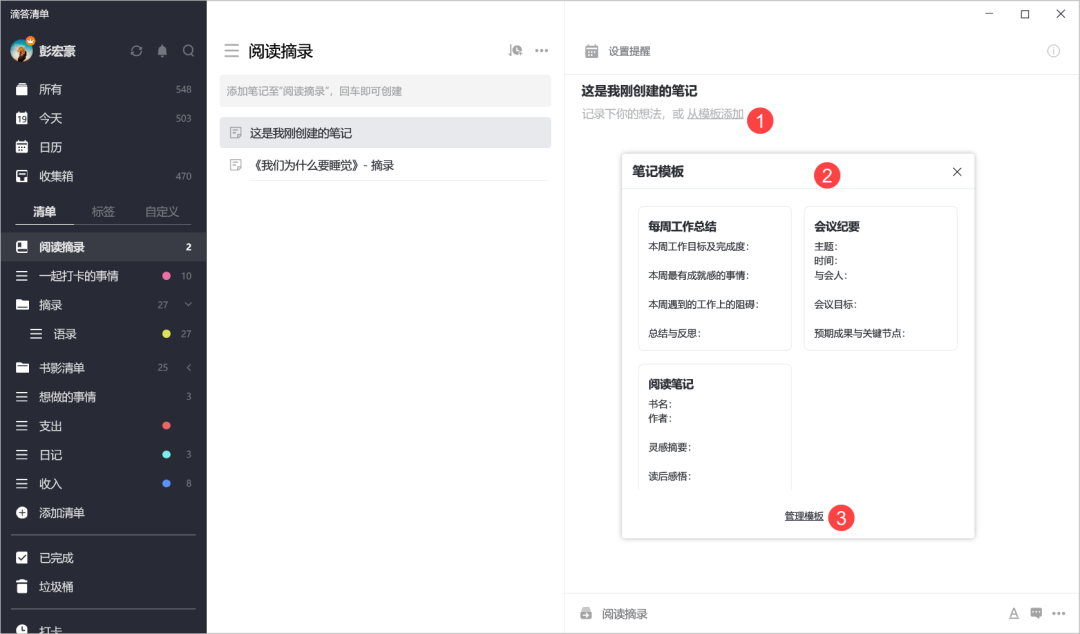 滴答清单
彭宏豪
所有 548
19 今天 503
日历
收集箱 470
清单 标签 自定义
阅读摘录 2
一起打卡的事情 10
摘录 27
语录 27
书影清单 25
想做的事情 3
支出
日记 3
收入 8
添加清单
已完成
垃圾桶
打卡
阅读摘录
添加笔记至“阅读摘录”，回车即可创建
这是我刚创建的笔记
《我们为什么要睡觉》- 摘录
设置提醒
这是我刚创建的笔记
记录下你的想法，或 从模板添加 1
笔记模板 2
每周工作总结
本周工作目标及完成度：
本周最有成就感的事情：
本周遇到的工作上的阻碍：
总结与反思：
会议纪要
主题：
时间：
与会人：
会议目标：
预期成果与关键节点：
阅读笔记
书名：
作者：
灵感摘要：
读后感悟：
管理模板 3
阅读摘录 A